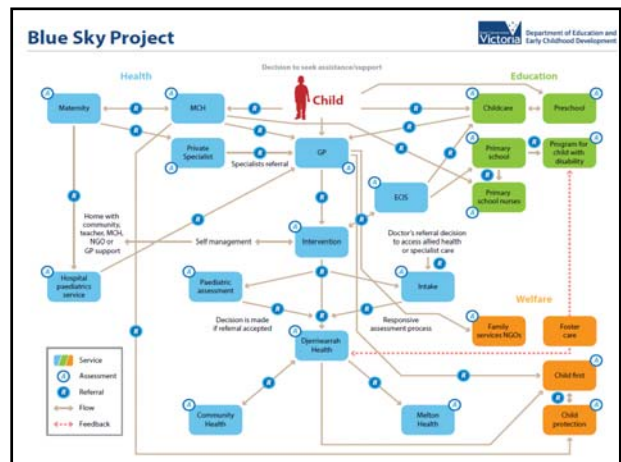 Blue Sky Project
Victoria
Department of Education and
Early Childhood Development
Decision to seek assistance/support
Health
Education
Child
A
Maternity
R
A
MCH
R
R
A
Childcare
R
A
Preschool
R
R
R
R
A
Private
Specialist
R
Specialists referral
GP
A
A
Primary
school
R
A
Program for
child with
disability
R
R
R
A
EOS
Primary
school nurses
A
R
Home with
community,
teacher, MCH,
NGO or
GP support
Self management
A
Intervention
Doctor's referral decision
to access allied health
or specialist care
R
A
Hospital
paediatrics
service
A
Paediatric
assessment
R
A
Intake
R
R
R
Decision is made
if referral accepted
Responsive
assessment process
Welfare
A
Family
services NGOs
Foster
care
Djerriwarrah
Health
A
R
Child first
A
R
R
R
R
Community
Health
A
Melton
Health
A
Child
protection
A
R
Service
A
Assessment
R
Referral
Flow
Feedback